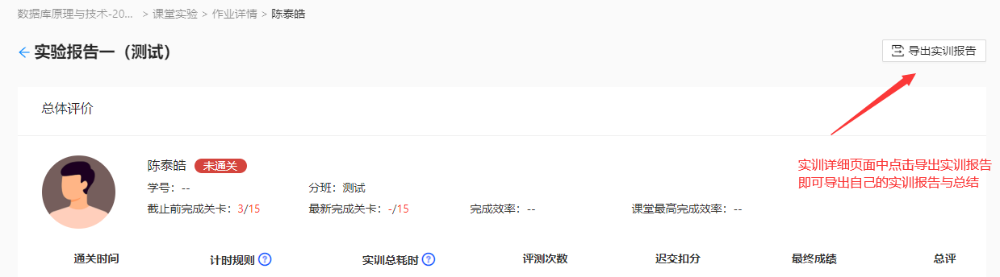 数据库原理与技术-20... > 课堂实验 > 作业详情 > 陈泰皓
← 实验报告一（测试）
导出实训报告
总体评价
陈泰皓 未通关
学号：-- 分班：测试
截止前完成关卡：3/15 最新完成关卡：-/15 完成效率：-- 课堂最高完成效率：--
实训详细页面中点击导出实训报告
即可导出自己的实训报告与总结
通关时间 计时规则 ? 实训总耗时 ? 评测次数 迟交扣分 最终成绩 总评